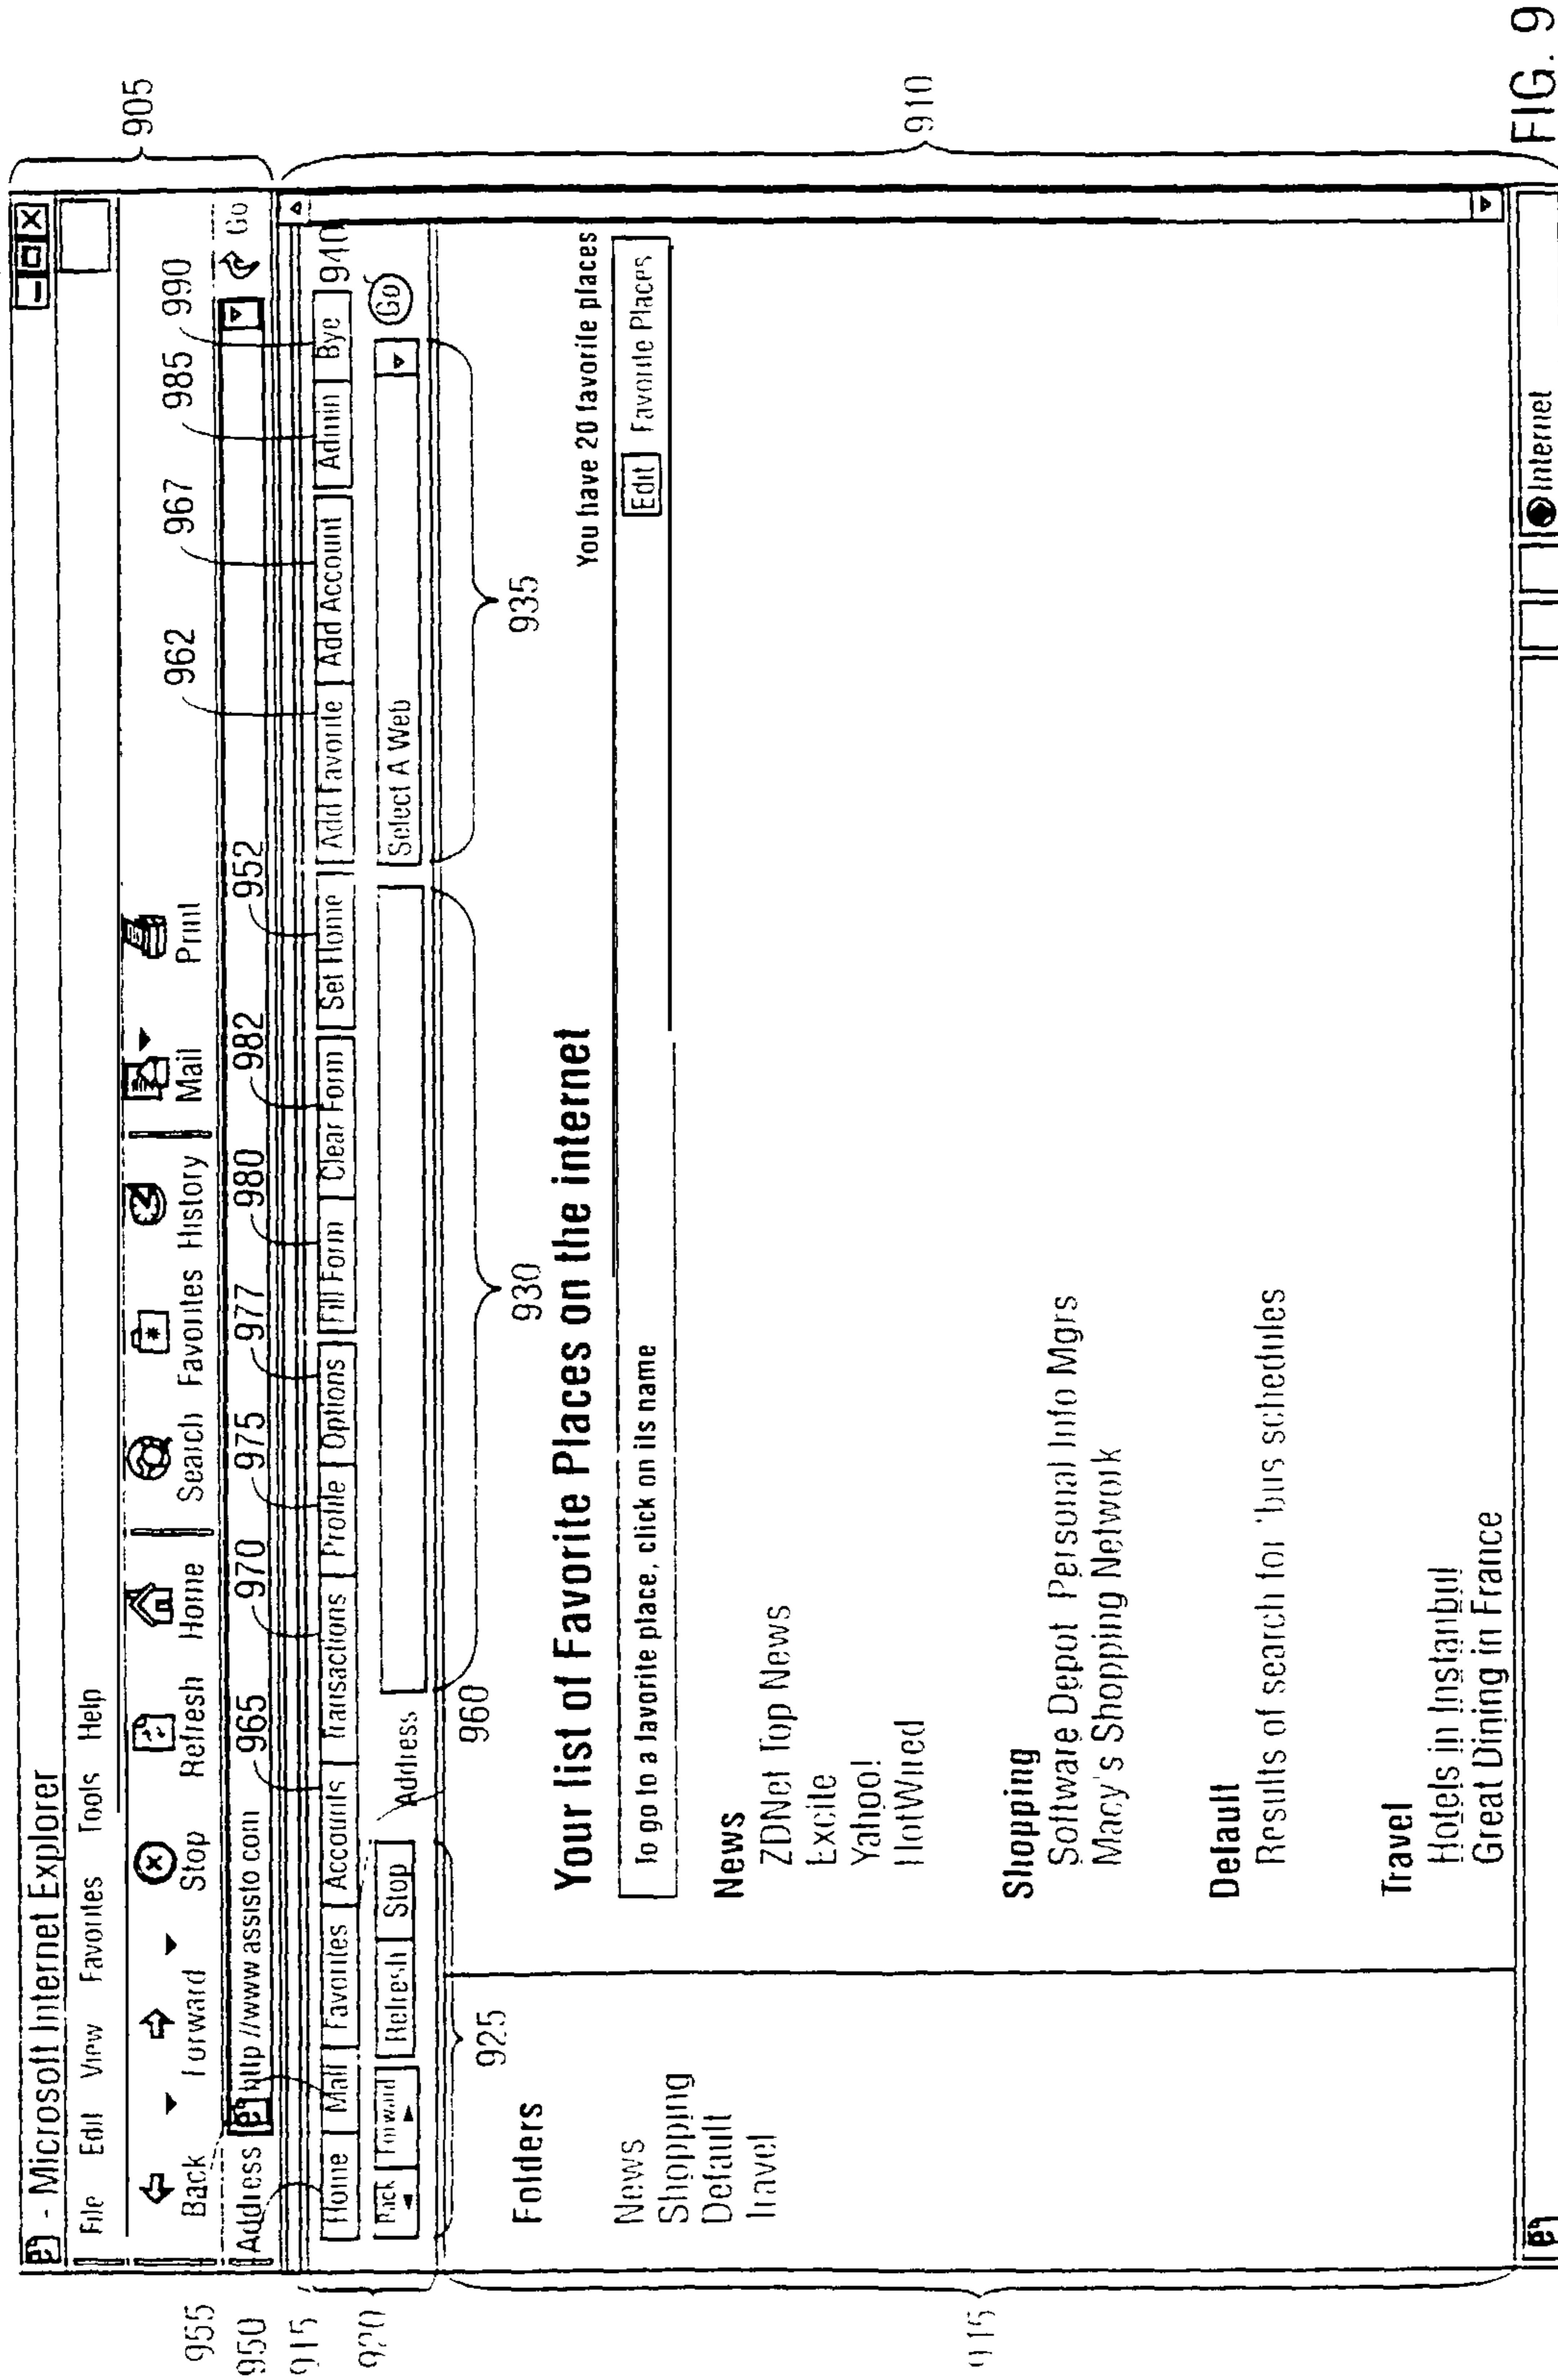 - Microsoft Internet Explorer
File Edit View Favorites Tools Help
Back Forward Stop Refresh Home Search Favorites History Mail Print
Address http://www assisto com Go
Home Mail Favorites Accounts Transactions Profile Options Fill Form Clear Form Set Home Add Favorite Add Account Admin Bye
Back Forward Refresh Stop Address Select A Web Go
955
950
915
920
965
970
975
977
980
982
952
962
967
985
990
905
940
925
960
930
935
910
Your list of Favorite Places on the internet
You have 20 favorite places
To go to a favorite place, click on its name
Edit Favorite Places
Folders
News
Shopping
Default
Travel
News
ZDNet Top News
Excite
Yahoo!
HotWired
Shopping
Software Depot Personal Info Mgrs
Macy's Shopping Network
Default
Results of search for 'bus schedules
Travel
Hotels in Instanbul
Great Dining in France
Internet
FIG. 9